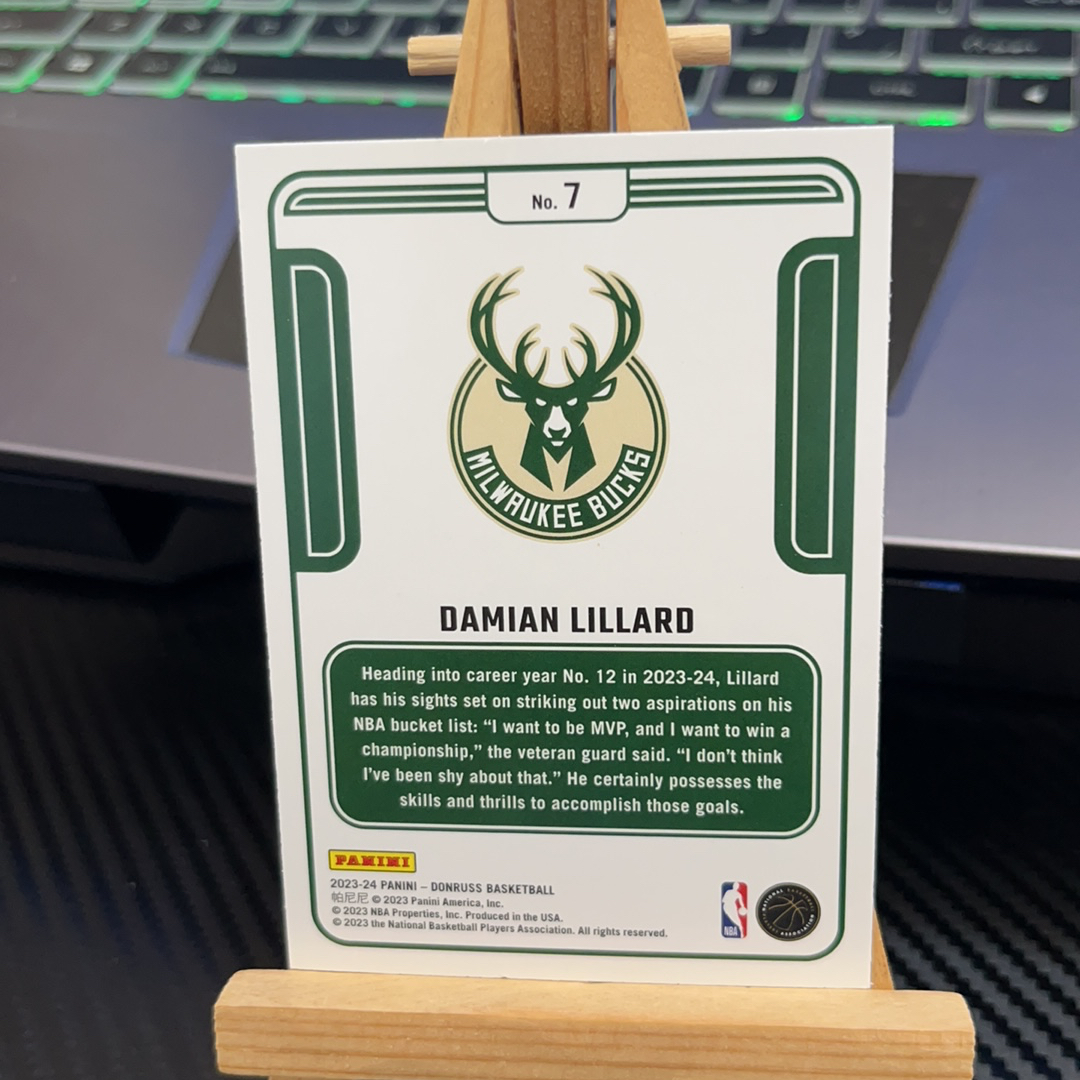 No. 7
MILWAUKEE BUCKS
DAMIAN LILLARD
Heading into career year No. 12 in 2023-24, Lillard
has his sights set on striking out two aspirations on his
NBA bucket list: “I want to be MVP, and I want to win a
championship,” the veteran guard said. “I don’t think
I’ve been shy about that.” He certainly possesses the
skills and thrills to accomplish those goals.
PANINI
2023-24 PANINI – DONRUSS BASKETBALL
帕尼尼 © 2023 Panini America, Inc.
© 2023 NBA Properties, Inc. Produced in the USA.
© 2023 the National Basketball Players Association. All rights reserved.
NBA